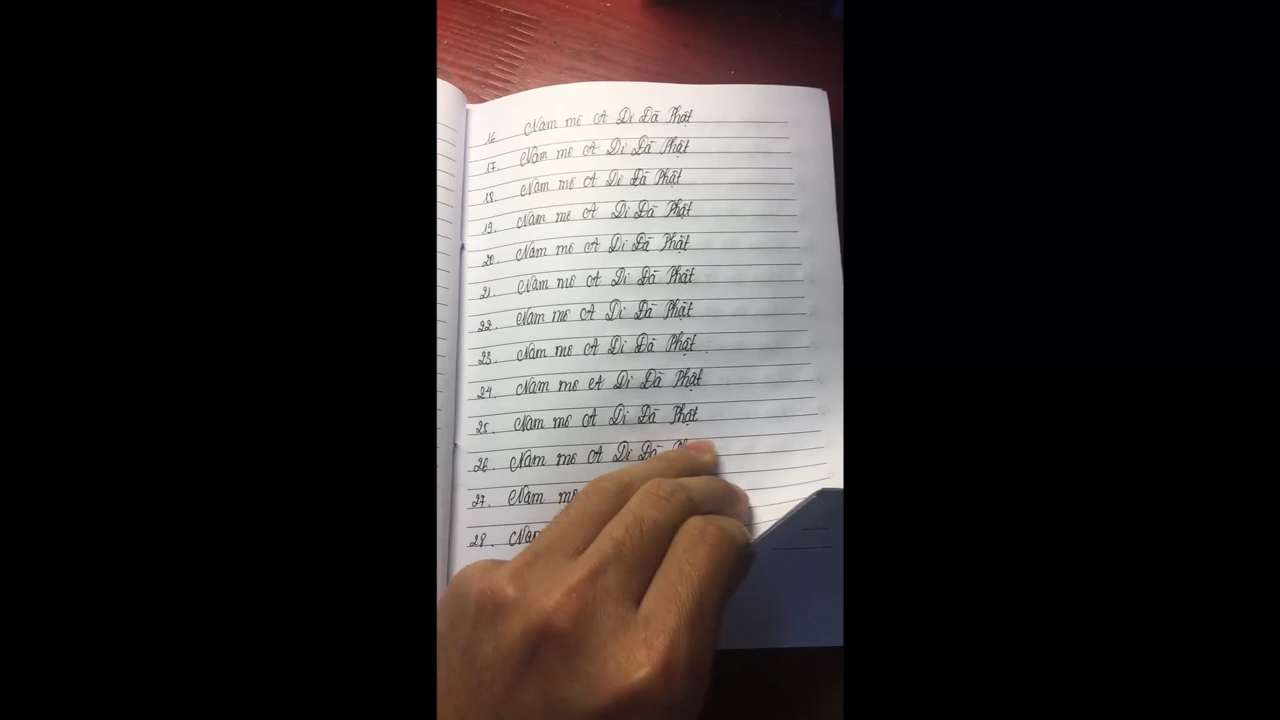 16. Nam mô A Di Đà Phật
17. Nam mô A Di Đà Phật
18. Nam mô A Di Đà Phật
19. Nam mô A Di Đà Phật
20. Nam mô A Di Đà Phật
21. Nam mô A Di Đà Phật
22. Nam mô A Di Đà Phật
23. Nam mô A Di Đà Phật
24. Nam mô A Di Đà Phật
25. Nam mô A Di Đà Phật
26. Nam mô A Di Đà
27. Nam mô
28.